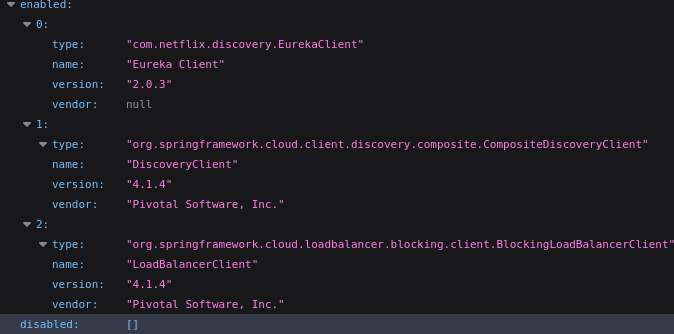 enabled:
0:
type: "com.netflix.discovery.EurekaClient"
name: "Eureka Client"
version: "2.0.3"
vendor: null
1:
type: "org.springframework.cloud.client.discovery.composite.CompositeDiscoveryClient"
name: "DiscoveryClient"
version: "4.1.4"
vendor: "Pivotal Software, Inc."
2:
type: "org.springframework.cloud.loadbalancer.blocking.client.BlockingLoadBalancerClient"
name: "LoadBalancerClient"
version: "4.1.4"
vendor: "Pivotal Software, Inc."
disabled: []